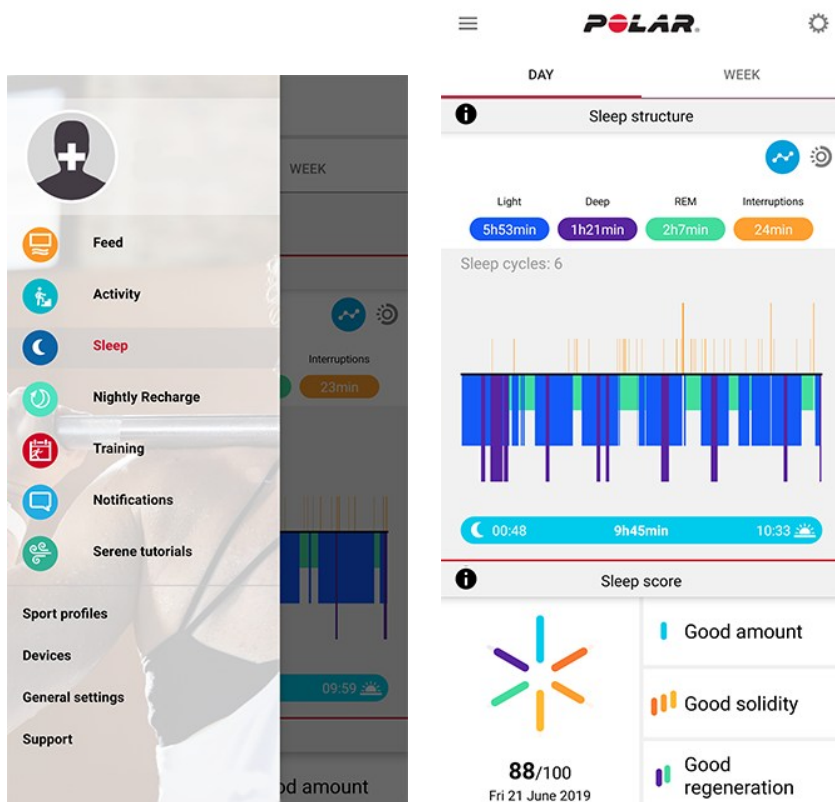 WEEK
Feed
Activity
Sleep
Interruptions
Nightly Recharge
23min
Training
Notifications
Serene tutorials
Sport profiles
Devices
General settings
09:59
Support
od amount
POLAR.
DAY WEEK
Sleep structure
Light Deep REM Interruptions
5h53min 1h21min 2h7min 24min
Sleep cycles: 6
00:48 9h45min 10:33
Sleep score
Good amount
Good solidity
88/100
Fri 21 June 2019
Good
regeneration